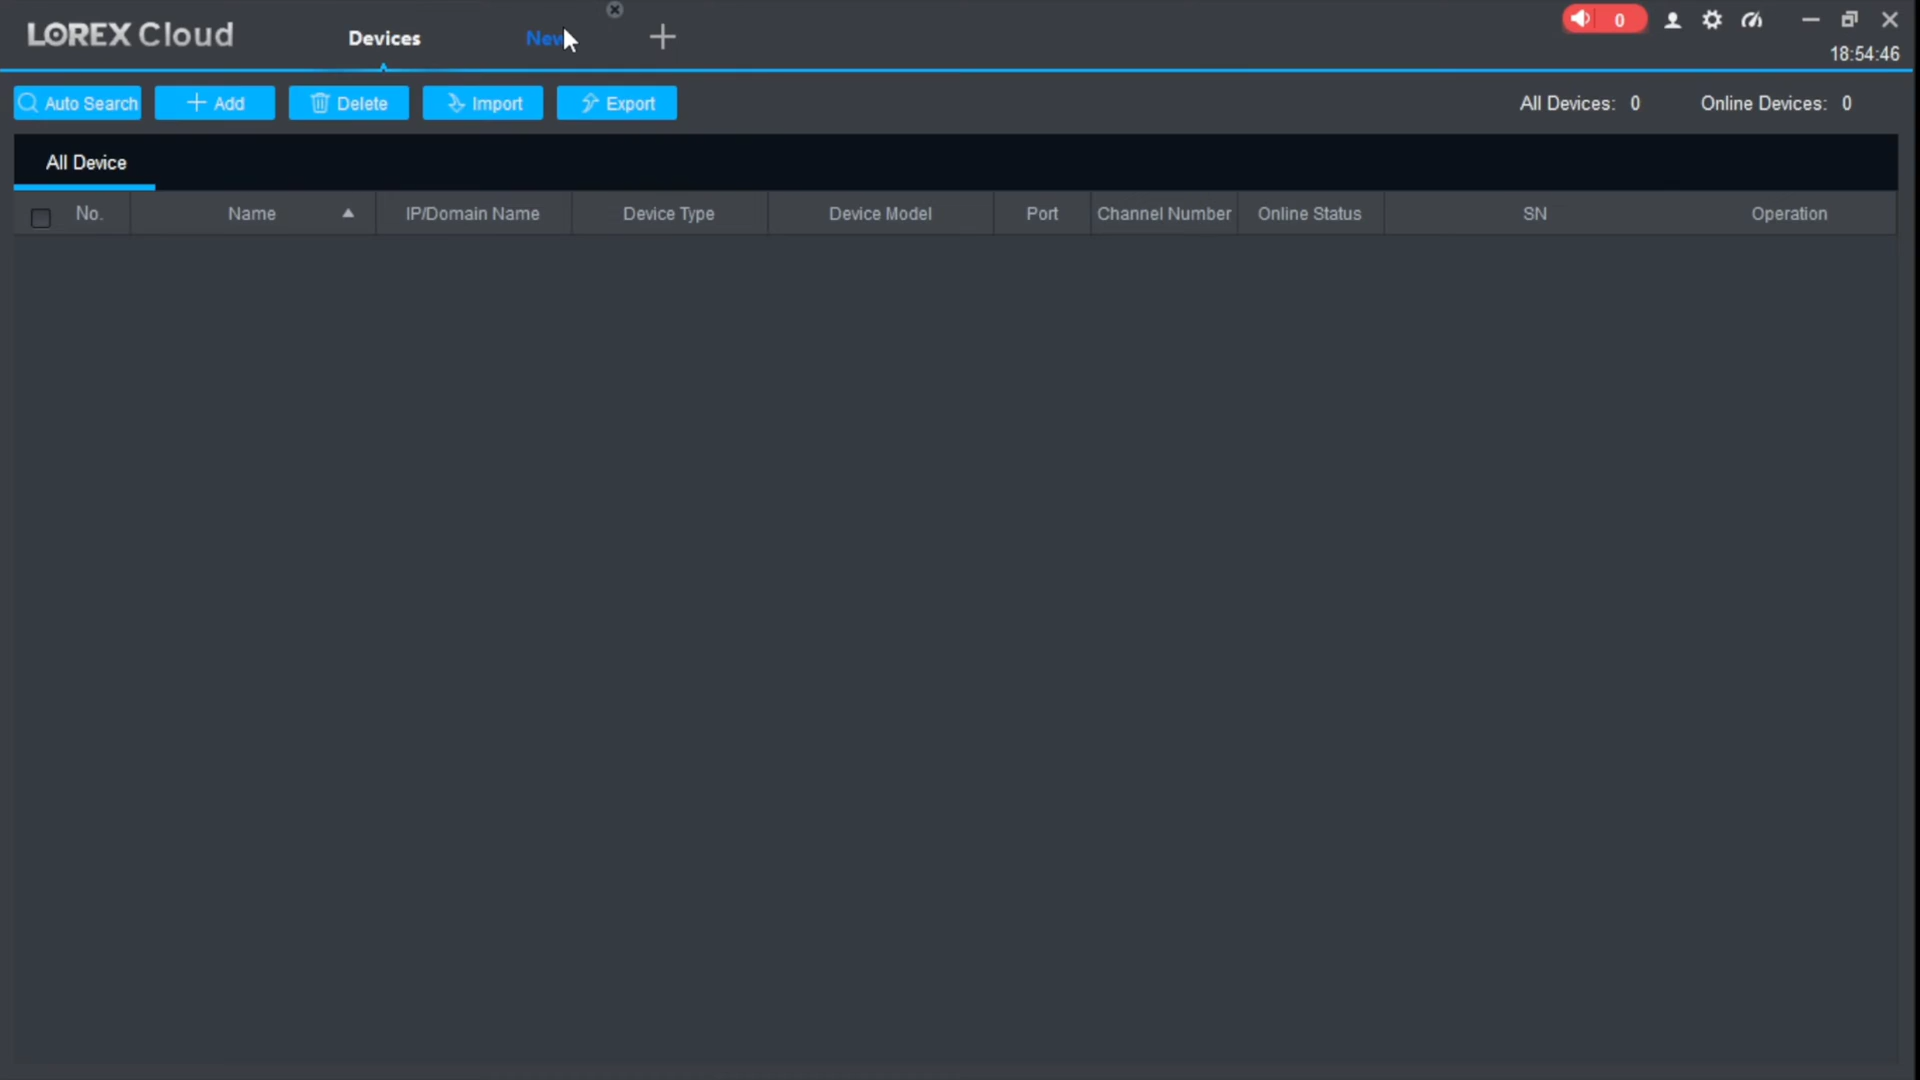 LOREX Cloud
Devices
New
0
18:54:46
Auto Search
Add
Delete
Import
Export
All Devices: 0
Online Devices: 0
All Device
No.
Name
IP/Domain Name
Device Type
Device Model
Port
Channel Number
Online Status
SN
Operation